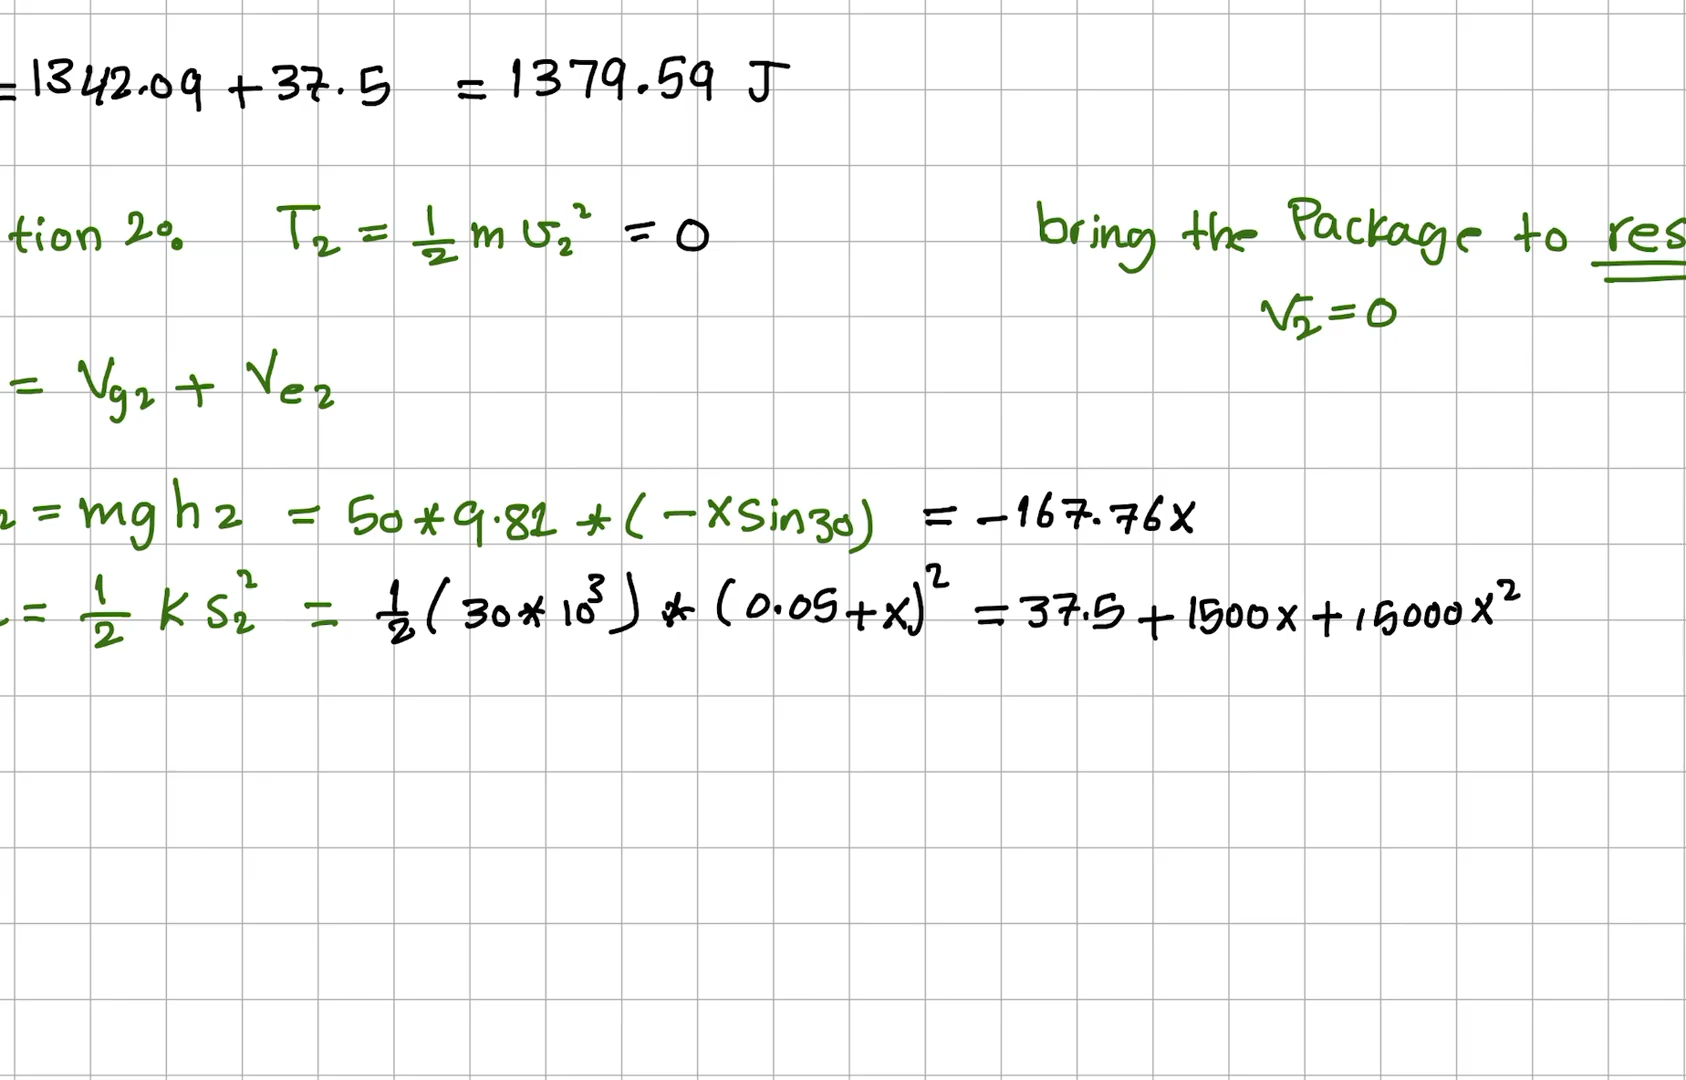 =1342.09 + 37.5 = 1379.59 J
tion 2: T₂ = 1/2 m v₂² = 0 bring the Package to res
v₂ = 0
= Vg₂ + Ve₂
₂ = mgh₂ = 50*9.81*(-xsin30) = -167.76x
= 1/2 K S₂² = 1/2 (30*10³)*(0.05+x)² = 37.5 + 1500x + 15000x²